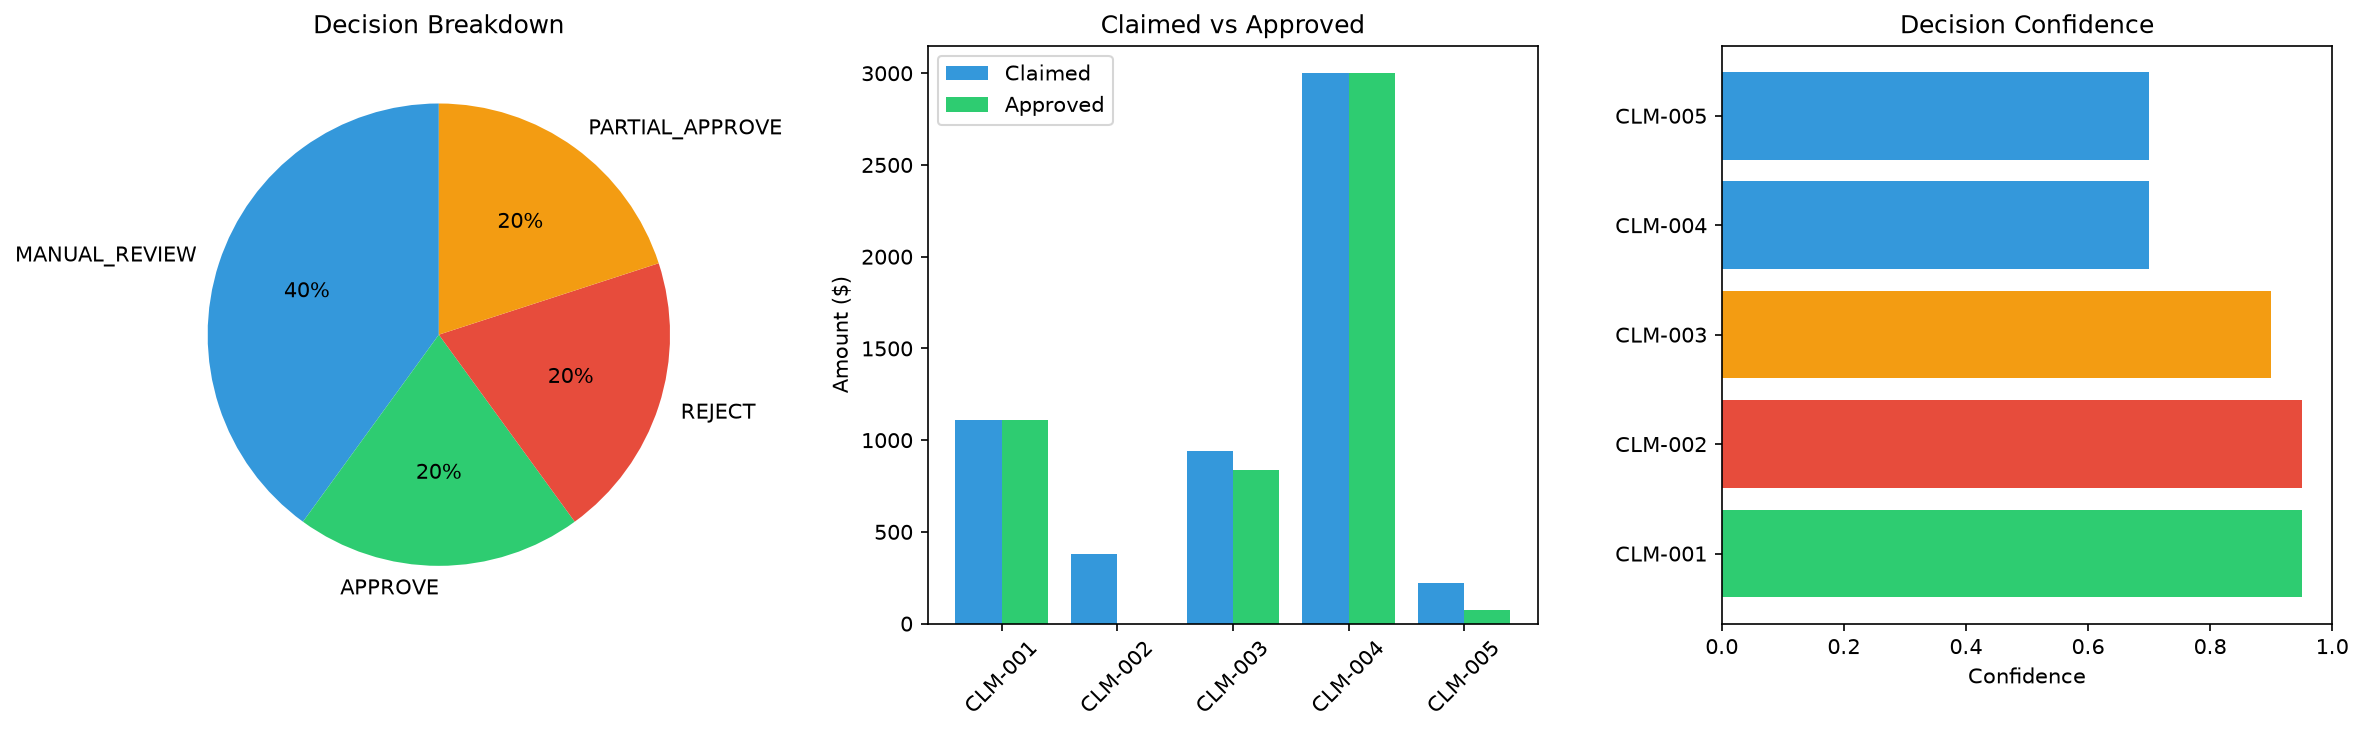 Decision Breakdown
PARTIAL_APPROVE
20%
MANUAL_REVIEW
40%
20%
REJECT
20%
APPROVE
Claimed vs Approved
Claimed
Approved
Amount ($)
3000
2500
2000
1500
1000
500
0
CLM-001
CLM-002
CLM-003
CLM-004
CLM-005
Decision Confidence
CLM-005
CLM-004
CLM-003
CLM-002
CLM-001
0.0 0.2 0.4 0.6 0.8 1.0
Confidence